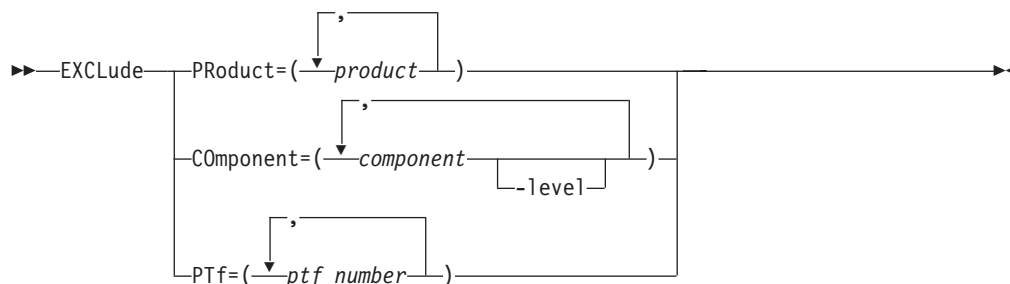 ,
EXCLude PRoduct=( product )
,
COmponent=( component )
-level
,
PTf=( ptf number )